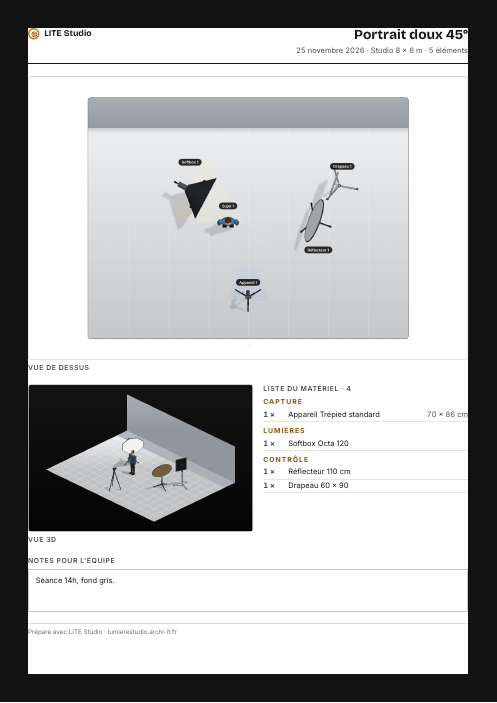 LITE Studio
Portrait doux 45°
25 novembre 2026 · Studio 8 × 6 m · 5 éléments
Softbox 1
Drapeau 1
Sujet 1
Réflecteur 1
Appareil 1
VUE DE DESSUS
LISTE DU MATÉRIEL · 4
CAPTURE
1 × Appareil Trépied standard 70 × 86 cm
LUMIÈRES
1 × Softbox Octa 120
CONTRÔLE
1 × Réflecteur 110 cm
1 × Drapeau 60 × 90
VUE 3D
NOTES POUR L'ÉQUIPE
Séance 14h, fond gris.
Préparé avec LITE Studio · lumierestudio.archi-it.fr